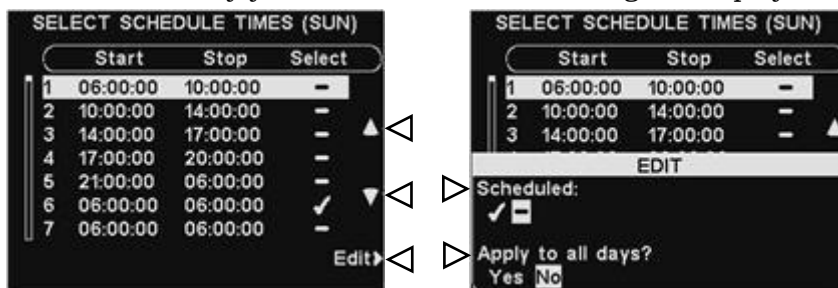 SELECT SCHEDULE TIMES (SUN)
Start Stop Select
1 06:00:00 10:00:00 –
2 10:00:00 14:00:00 –
3 14:00:00 17:00:00 –
4 17:00:00 20:00:00 –
5 21:00:00 06:00:00 –
6 06:00:00 06:00:00 ✓
7 06:00:00 06:00:00 –
Edit
SELECT SCHEDULE TIMES (SUN)
Start Stop Select
1 06:00:00 10:00:00 –
2 10:00:00 14:00:00 –
3 14:00:00 17:00:00 –
EDIT
Scheduled:
✓ –
Apply to all days?
Yes No